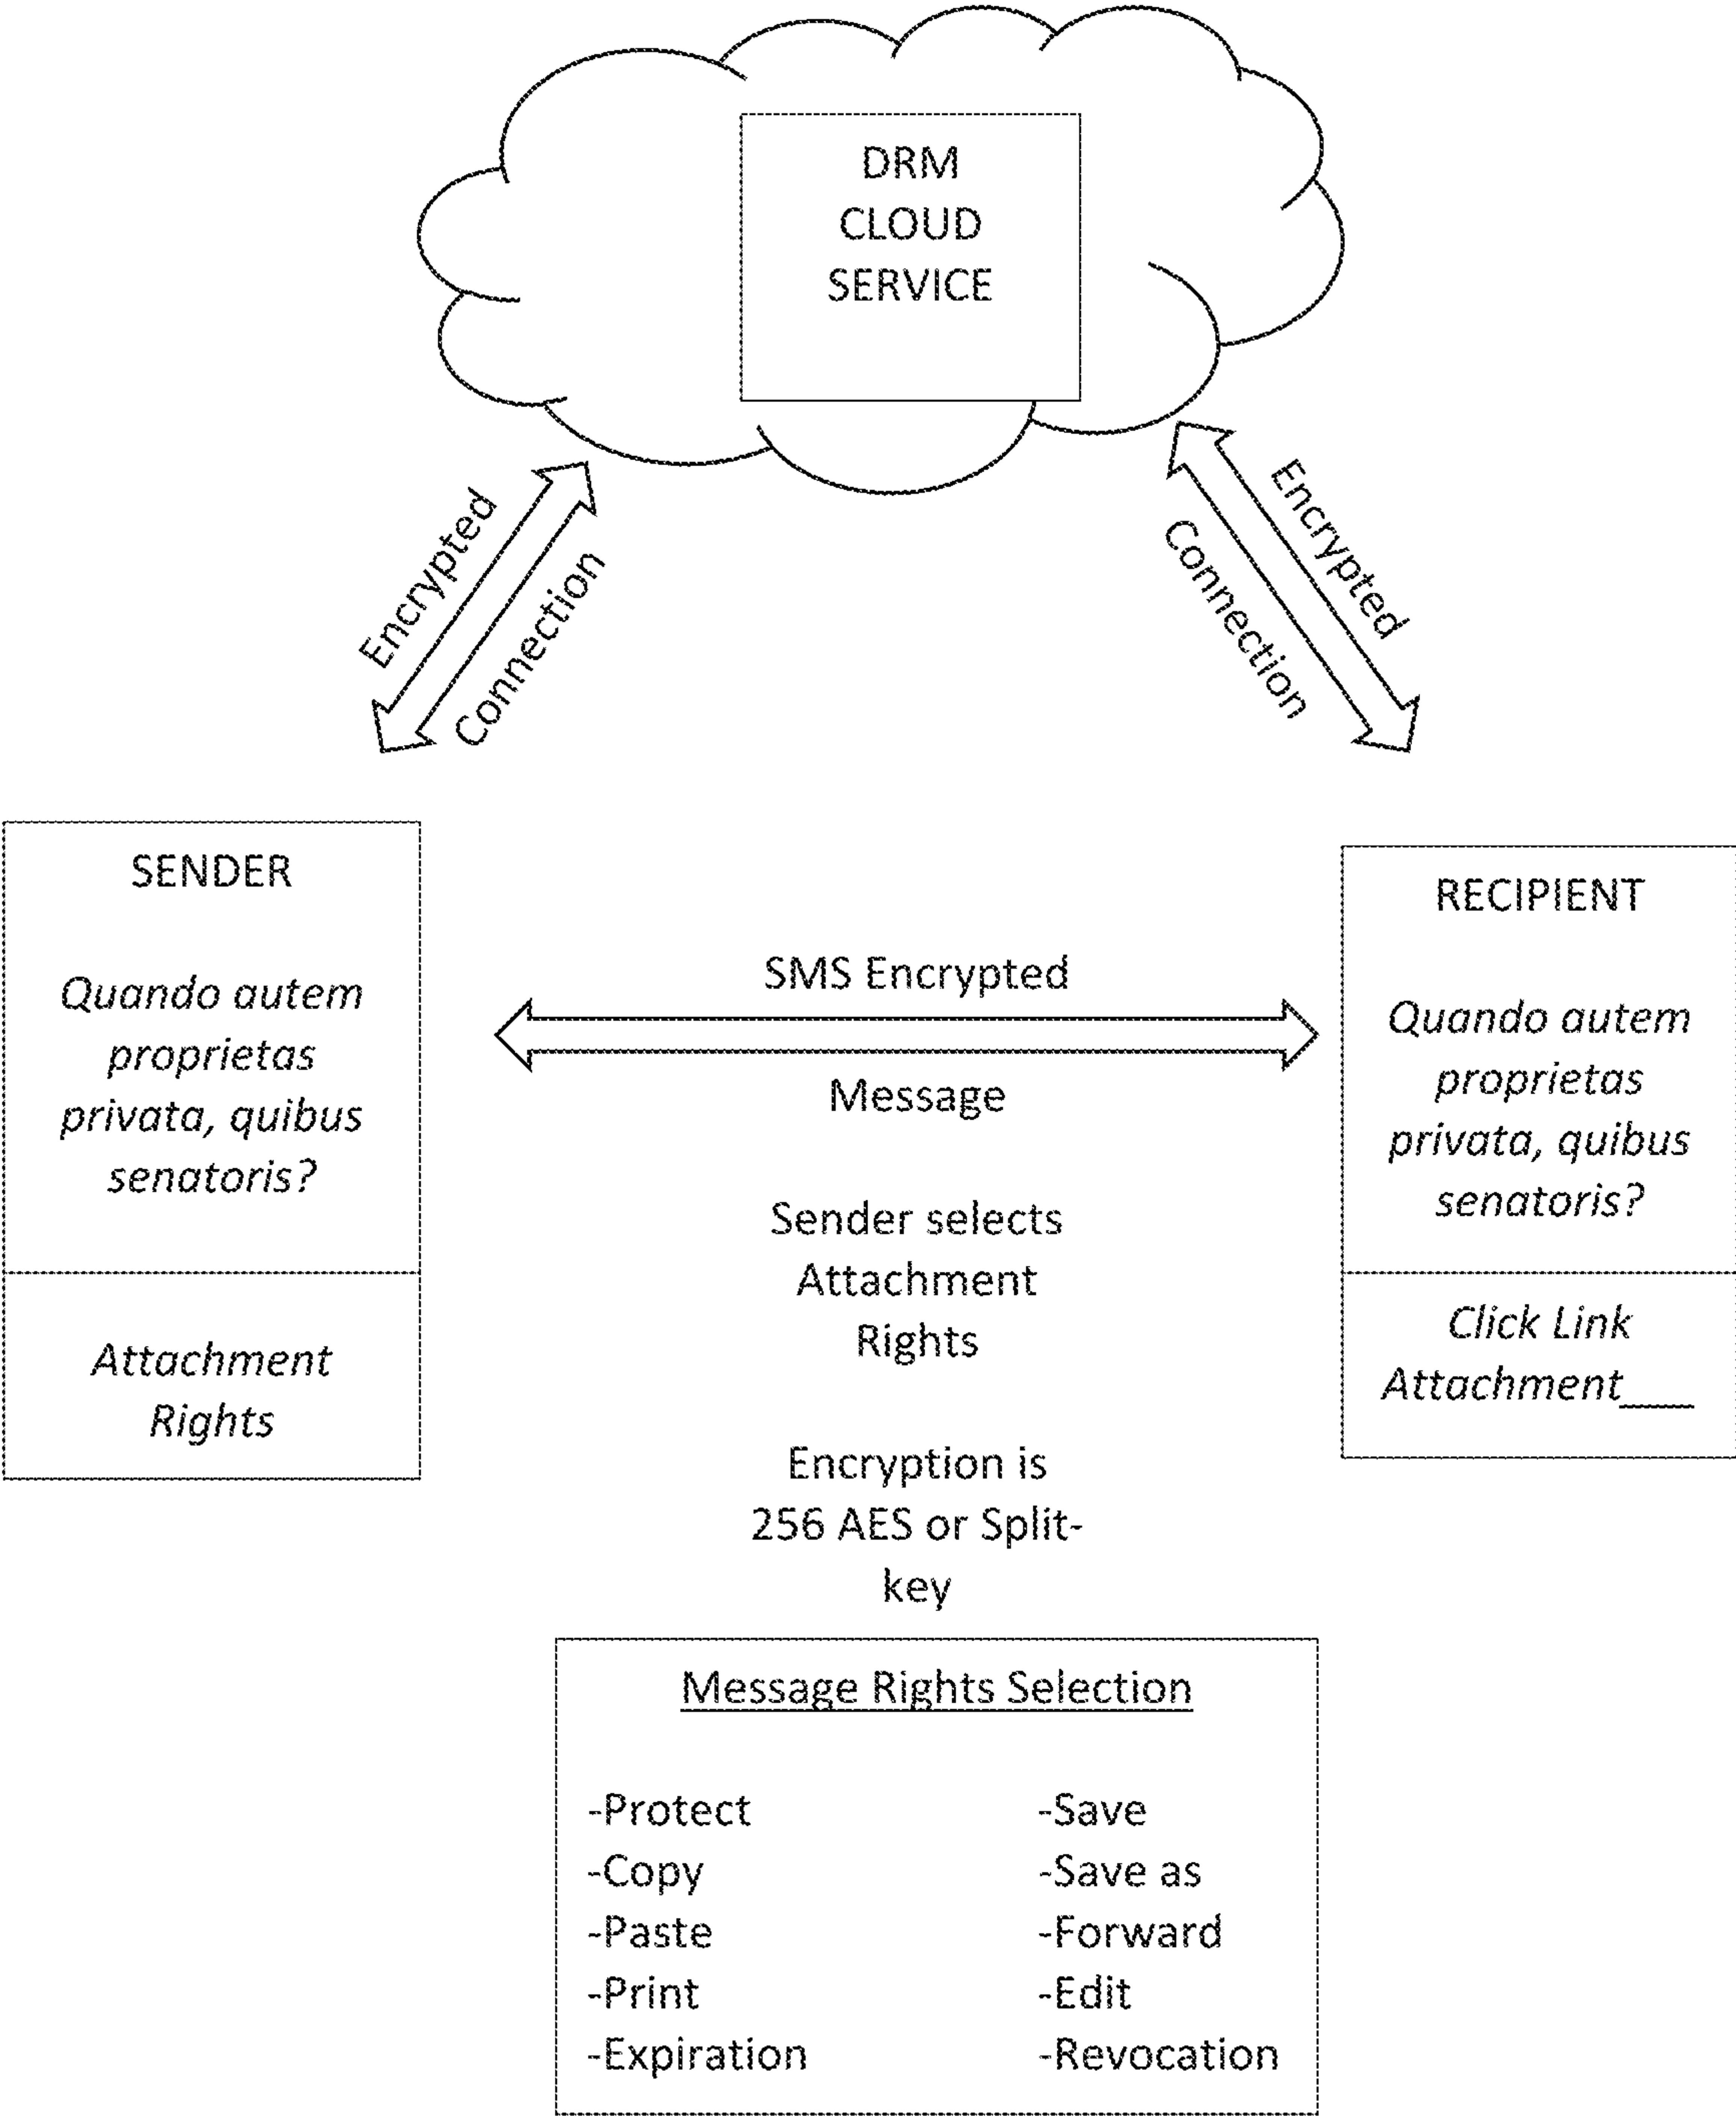 DRM
CLOUD
SERVICE
Encrypted
Connection
Encrypted
Connection
SENDER
Quando autem
proprietas
privata, quibus
senatoris?
Attachment
Rights
SMS Encrypted
Message
Sender selects
Attachment
Rights
Encryption is
256 AES or Split-
key
RECIPIENT
Quando autem
proprietas
privata, quibus
senatoris?
Click Link
Attachment___
Message Rights Selection
-Protect
-Copy
-Paste
-Print
-Expiration
-Save
-Save as
-Forward
-Edit
-Revocation